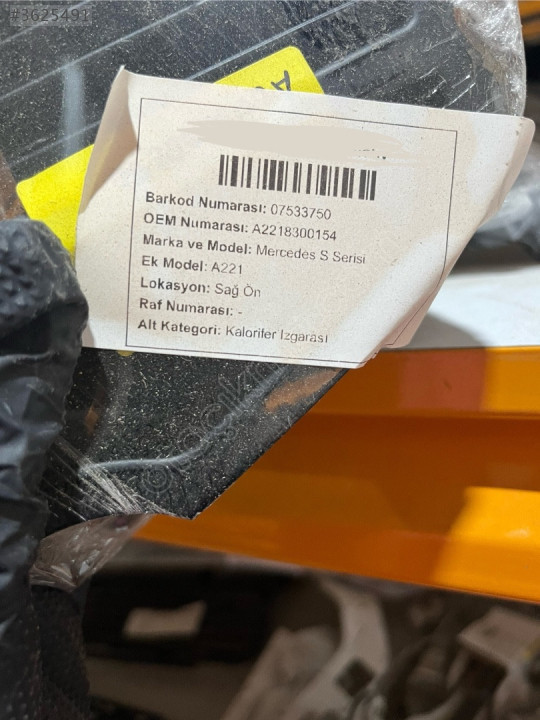 #3625491
Barkod Numarası: 07533750
OEM Numarası: A2218300154
Marka ve Model: Mercedes S Serisi
Ek Model: A221
Lokasyon: Sağ Ön
Raf Numarası: -
Alt Kategori: Kalorifer Izgarası